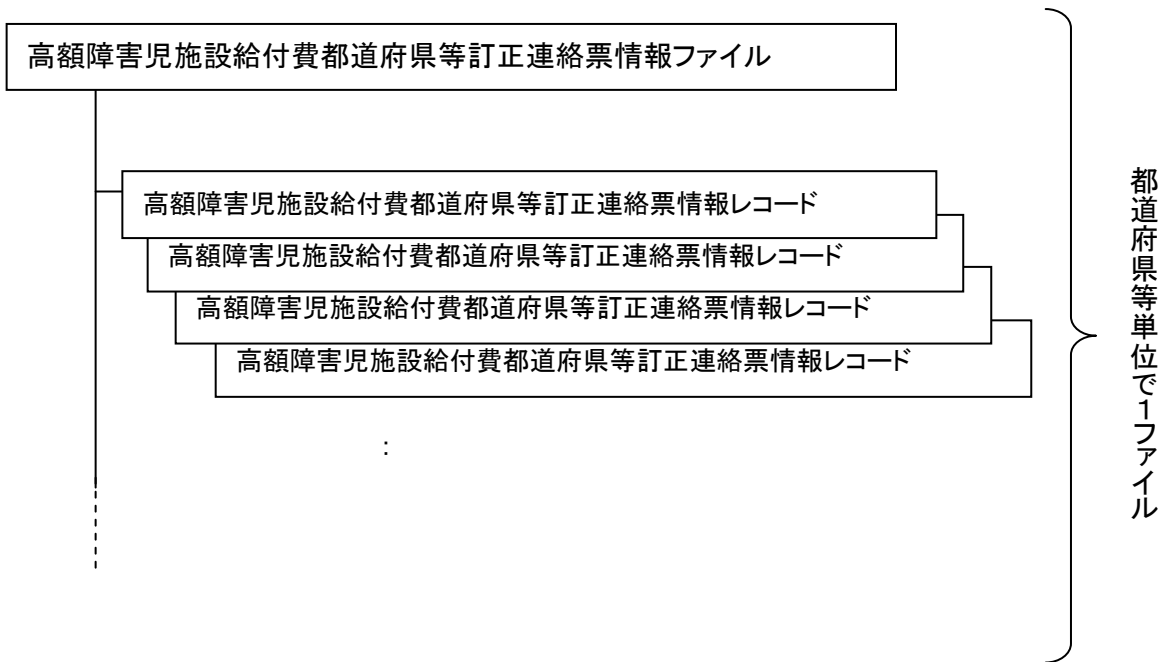 高額障害児施設給付費都道府県等訂正連絡票情報ファイル
高額障害児施設給付費都道府県等訂正連絡票情報レコード
高額障害児施設給付費都道府県等訂正連絡票情報レコード
高額障害児施設給付費都道府県等訂正連絡票情報レコード
高額障害児施設給付費都道府県等訂正連絡票情報レコード
:
都道府県等単位で1ファイル